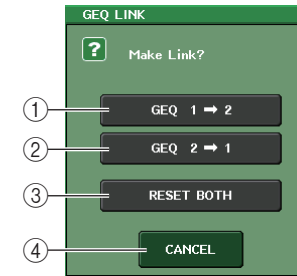 GEQ LINK
? Make Link?
① GEQ 1 ➡ 2
② GEQ 2 ➡ 1
③ RESET BOTH
④ CANCEL